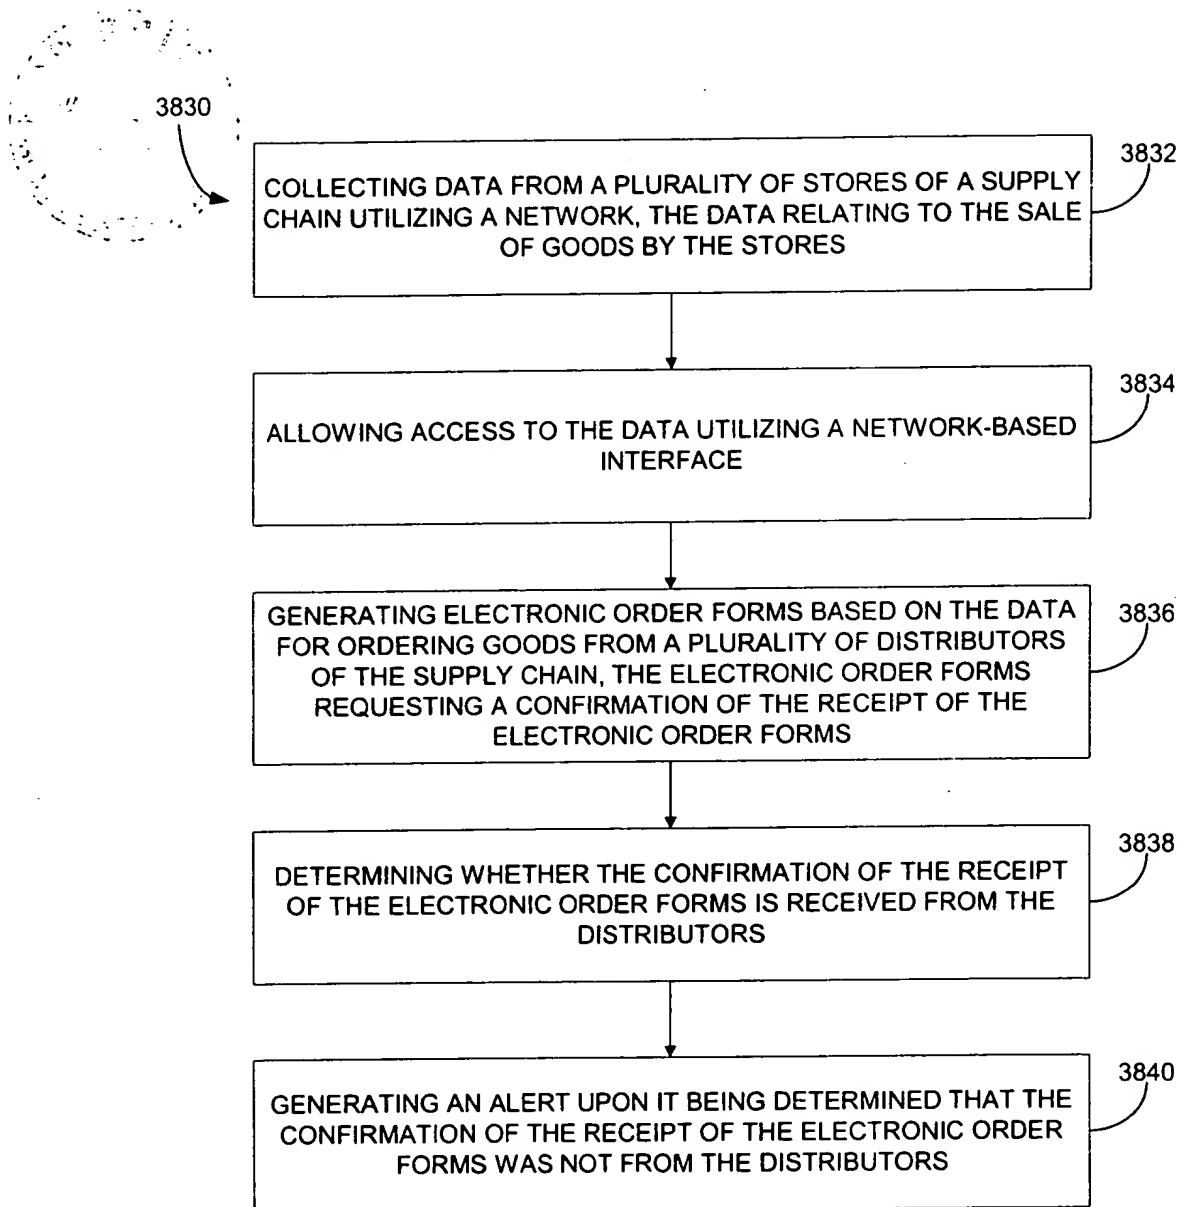 3830
3832
COLLECTING DATA FROM A PLURALITY OF STORES OF A SUPPLY
CHAIN UTILIZING A NETWORK, THE DATA RELATING TO THE SALE
OF GOODS BY THE STORES
3834
ALLOWING ACCESS TO THE DATA UTILIZING A NETWORK-BASED
INTERFACE
3836
GENERATING ELECTRONIC ORDER FORMS BASED ON THE DATA
FOR ORDERING GOODS FROM A PLURALITY OF DISTRIBUTORS
OF THE SUPPLY CHAIN, THE ELECTRONIC ORDER FORMS
REQUESTING A CONFIRMATION OF THE RECEIPT OF THE
ELECTRONIC ORDER FORMS
3838
DETERMINING WHETHER THE CONFIRMATION OF THE RECEIPT
OF THE ELECTRONIC ORDER FORMS IS RECEIVED FROM THE
DISTRIBUTORS
3840
GENERATING AN ALERT UPON IT BEING DETERMINED THAT THE
CONFIRMATION OF THE RECEIPT OF THE ELECTRONIC ORDER
FORMS WAS NOT FROM THE DISTRIBUTORS